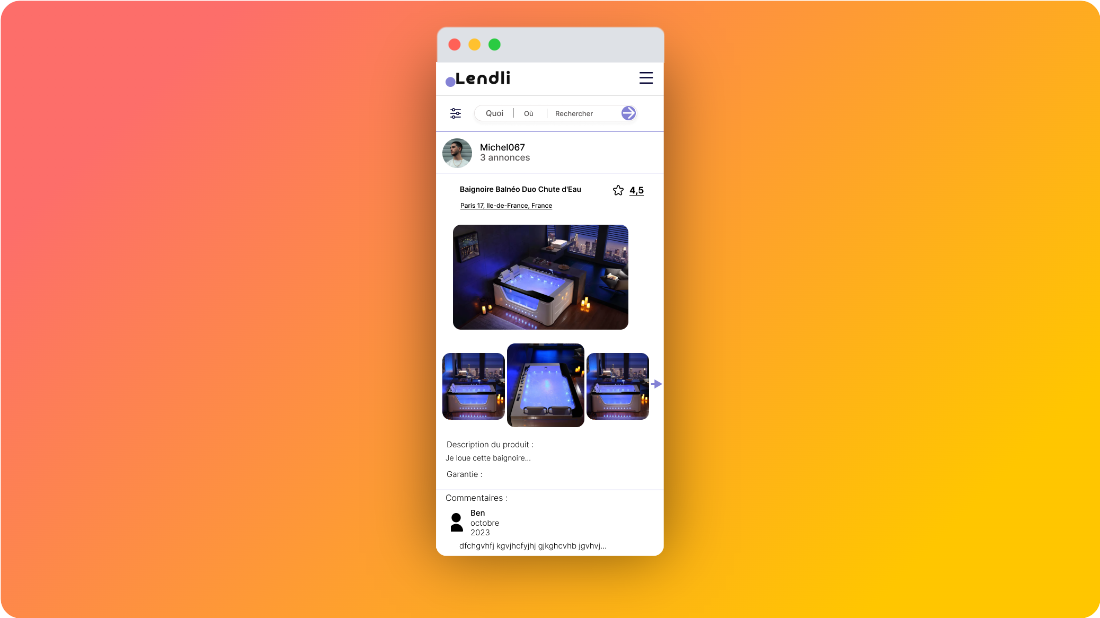 Lendli
Quoi Où Rechercher
Michel067
3 annonces
Baignoire Balnéo Duo Chute d'Eau 4,5
Paris 17, Ile-de-France, France
Description du produit :
Je loue cette baignoire...
Garantie :
Commentaires :
Ben
octobre
2023
dfchgvhfj kgvjhcfyjhj gjkghcvhb jgvhvj...